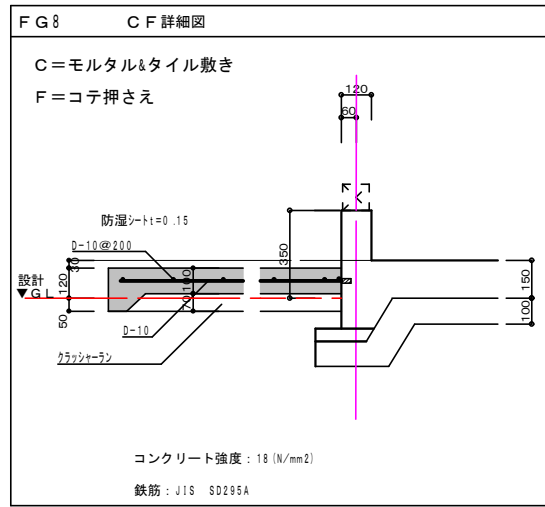 FG8 CF詳細図
C=モルタル&タイル敷き
F=コテ押さえ
120
60
防湿シートt=0.15
D-10@200
350
30
120
設計
▼GL
50
100
70
150
100
D-10
クラッシャーラン
コンクリート強度:18(N/mm2)
鉄筋:JIS SD295A